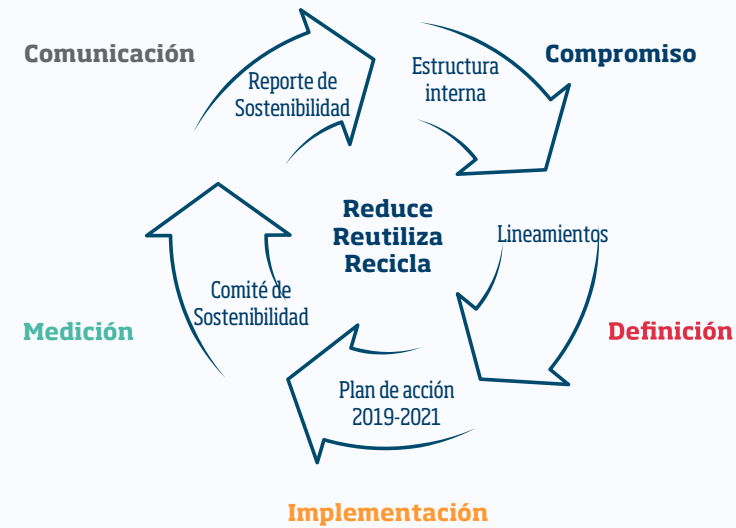 Comunicación
Compromiso
Reporte de
Sostenibilidad
Estructura
interna
Reduce
Reutiliza
Recicla
Lineamientos
Comité de
Sostenibilidad
Medición
Definición
Plan de acción
2019-2021
Implementación